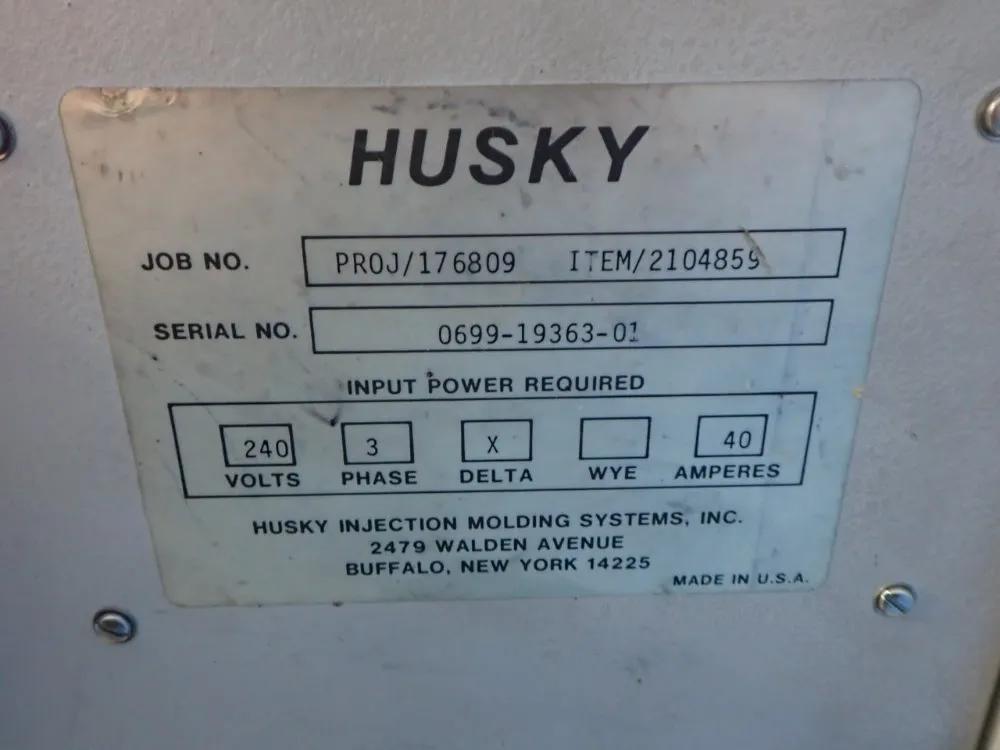 HUSKY
JOB NO. PROJ/176809 ITEM/2104859
SERIAL NO. 0699-19363-01
INPUT POWER REQUIRED
240 3 X 40
VOLTS PHASE DELTA WYE AMPERES
HUSKY INJECTION MOLDING SYSTEMS, INC.
2479 WALDEN AVENUE
BUFFALO, NEW YORK 14225
MADE IN U.S.A.